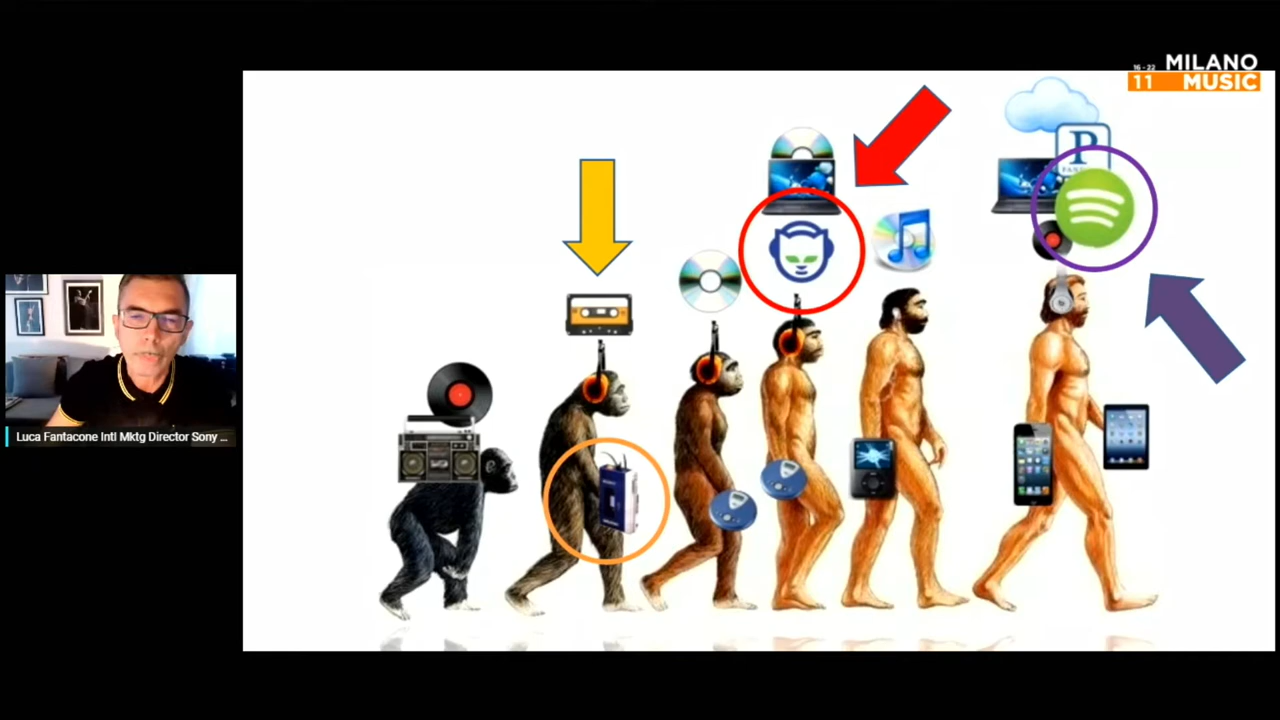 16 - 22 MILANO
11 MUSIC
P
Luca Fantacone Intl Mktg Director Sony ...